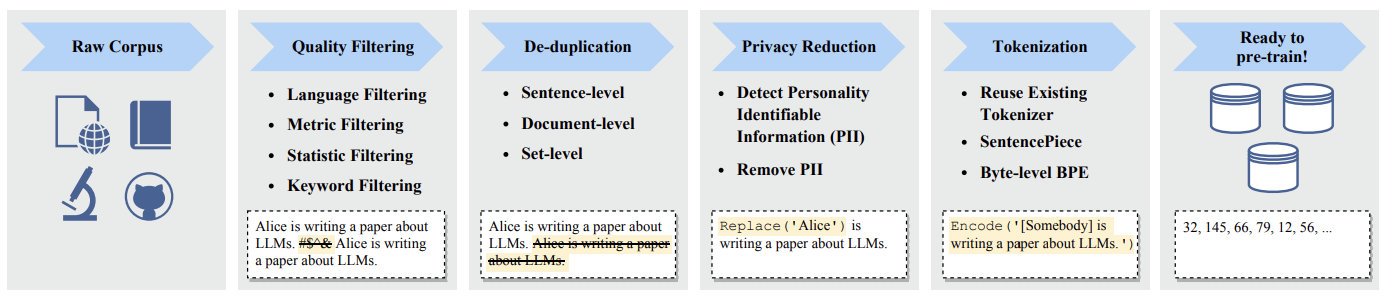 Raw Corpus
Quality Filtering
• Language Filtering
• Metric Filtering
• Statistic Filtering
• Keyword Filtering
Alice is writing a paper about
LLMs. #$^& Alice is writing
a paper about LLMs.
De-duplication
• Sentence-level
• Document-level
• Set-level
Alice is writing a paper about
LLMs. Alice is writing a paper
about LLMs.
Privacy Reduction
• Detect Personality
Identifiable
Information (PII)
• Remove PII
Replace('Alice') is
writing a paper about LLMs.
Tokenization
• Reuse Existing
Tokenizer
• SentencePiece
• Byte-level BPE
Encode('[Somebody] is
writing a paper about LLMs.')
Ready to
pre-train!
32, 145, 66, 79, 12, 56, ...